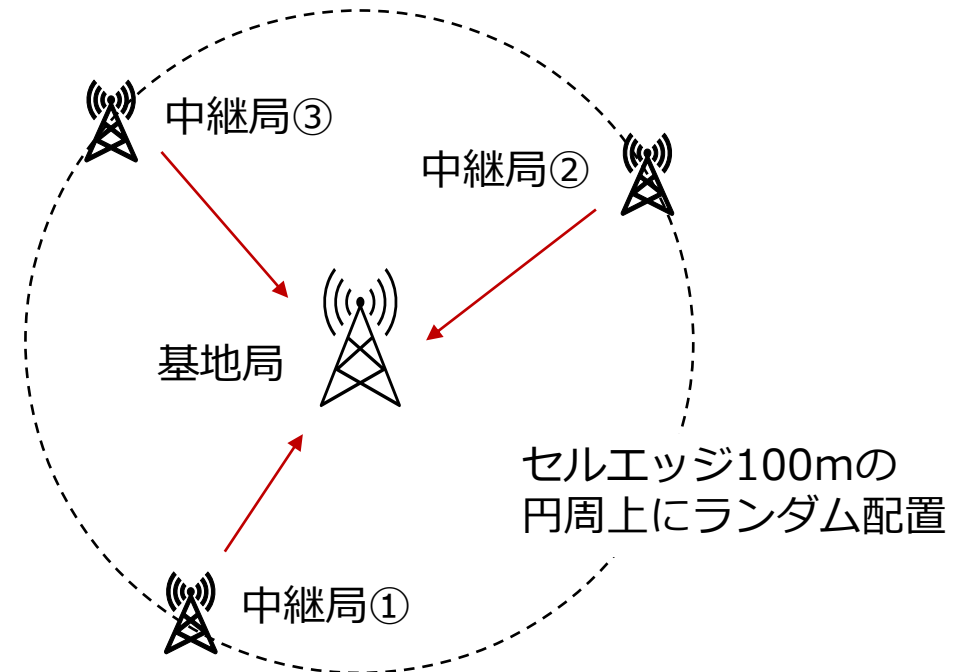 中継局③
中継局②
基地局
セルエッジ100mの
円周上にランダム配置
中継局①